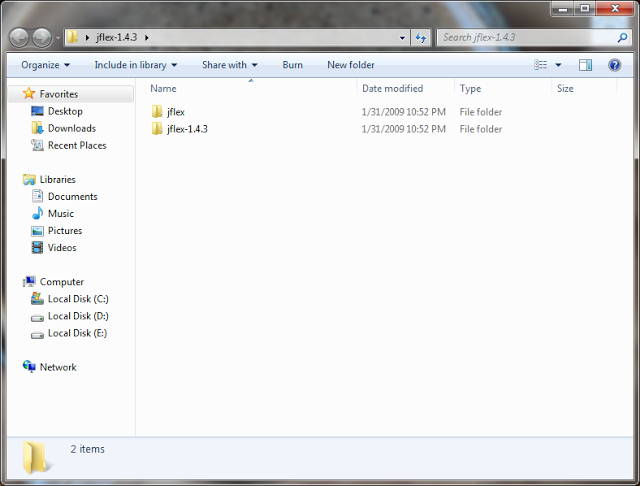 jflex-1.4.3
Search jflex-1.4.3
Organize Include in library Share with Burn New folder
Favorites
Desktop
Downloads
Recent Places
Libraries
Documents
Music
Pictures
Videos
Computer
Local Disk (C:)
Local Disk (D:)
Local Disk (E:)
Network
Name Date modified Type Size
jflex 1/31/2009 10:52 PM File folder
jflex-1.4.3 1/31/2009 10:52 PM File folder
2 items